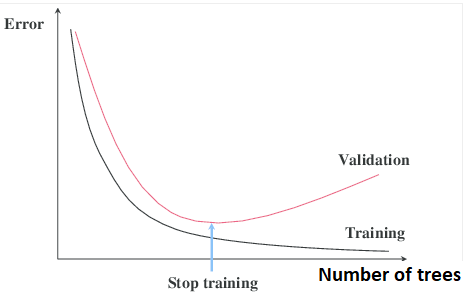 Error
Validation
Training
Number of trees
Stop training